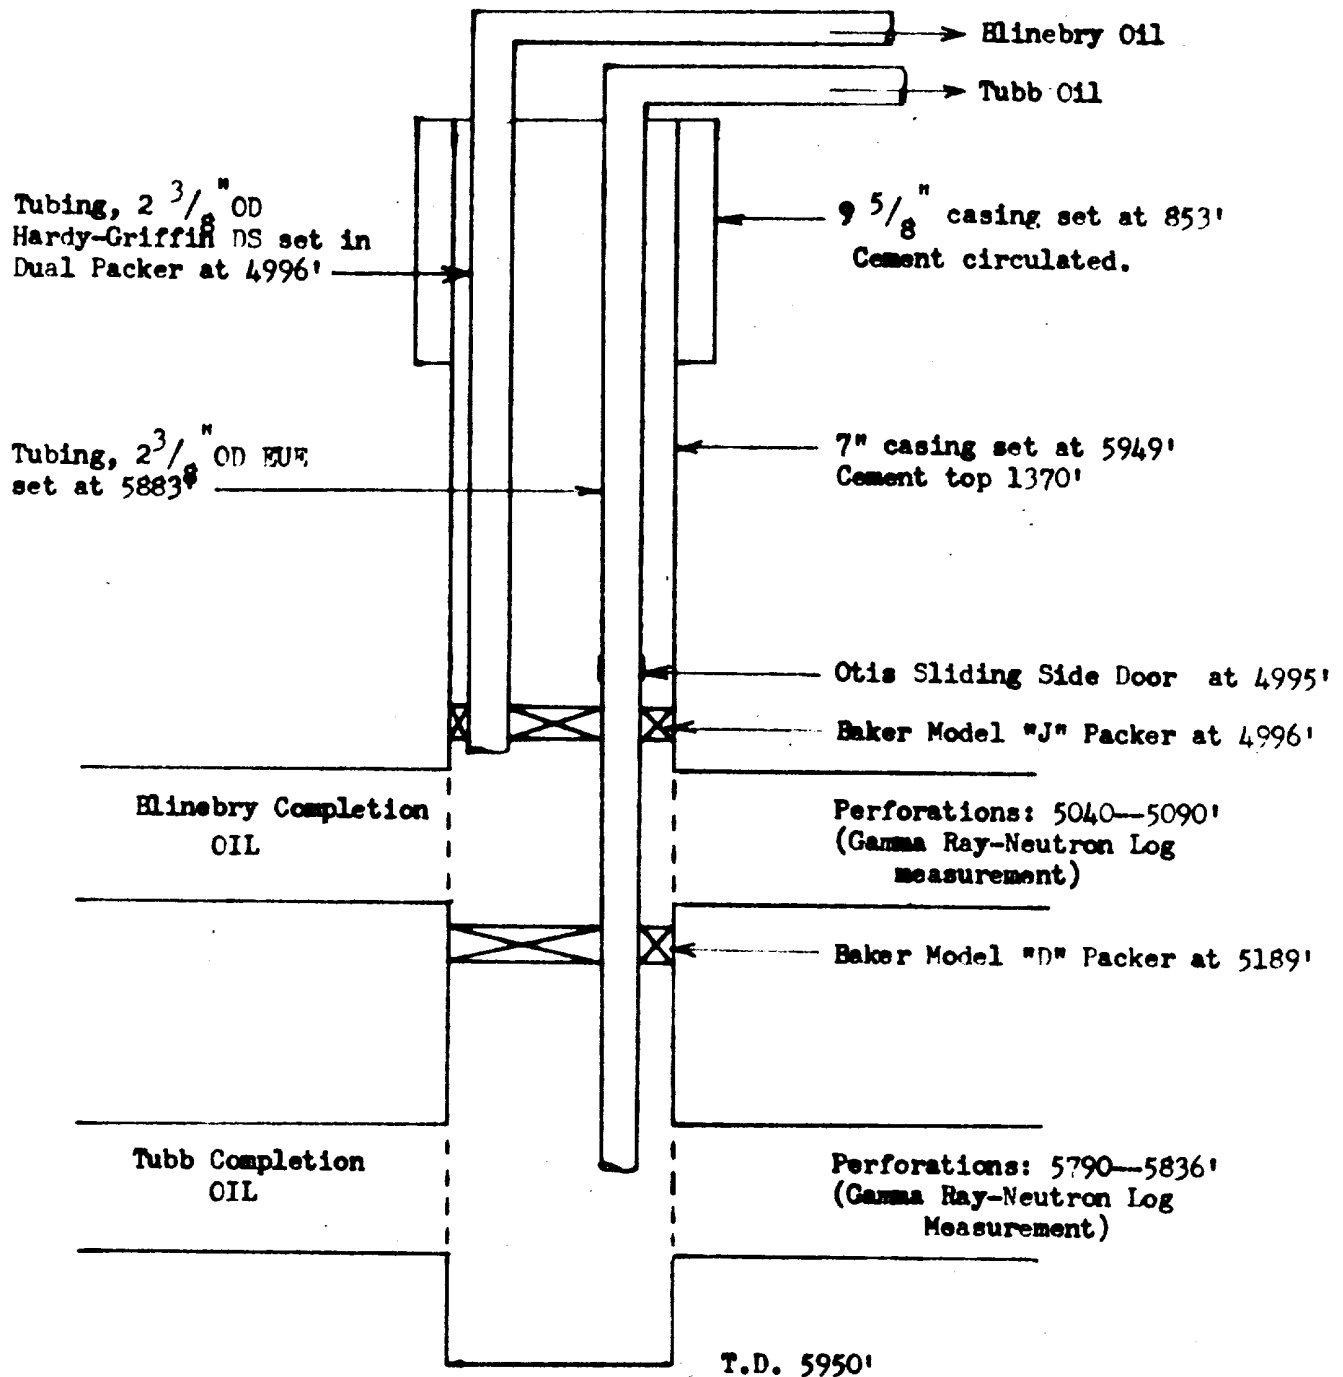 Blinebry Oil
Tubb Oil
Tubing, 2 3/8" OD
Hardy-Griffin DS set in
Dual Packer at 4996'
9 5/8" casing set at 853'
Cement circulated.
Tubing, 2 3/8" OD EUE
set at 5883'
7" casing set at 5949'
Cement top 1370'
Otis Sliding Side Door at 4995'
Baker Model "J" Packer at 4996'
Blinebry Completion
OIL
Perforations: 5040--5090'
(Gamma Ray-Neutron Log
measurement)
Baker Model "D" Packer at 5189'
Tubb Completion
OIL
Perforations: 5790--5836'
(Gamma Ray-Neutron Log
Measurement)
T.D. 5950'